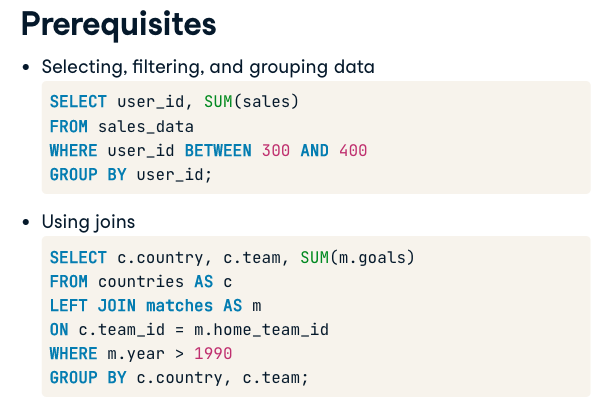 Prerequisites
• Selecting, filtering, and grouping data
SELECT user_id, SUM(sales)
FROM sales_data
WHERE user_id BETWEEN 300 AND 400
GROUP BY user_id;
• Using joins
SELECT c.country, c.team, SUM(m.goals)
FROM countries AS c
LEFT JOIN matches AS m
ON c.team_id = m.home_team_id
WHERE m.year > 1990
GROUP BY c.country, c.team;